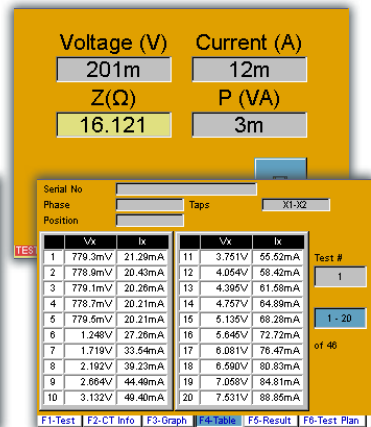 Voltage (V) Current (A)
201m 12m
Z(Ω) P (VA)
16.121 3m
TES
Serial No
Phase Taps X1-X2
Position
Vx Ix Vx Ix
1 779.3mV 21.29mA 11 3.751V 55.52mA Test #
2 778.9mV 20.43mA 12 4.054V 58.42mA 1
3 779.1mV 20.26mA 13 4.395V 61.58mA
4 778.7mV 20.21mA 14 4.757V 64.89mA
5 779.5mV 20.21mA 15 5.135V 68.28mA 1 - 20
6 1.248V 27.26mA 16 5.645V 72.72mA
7 1.719V 33.54mA 17 6.081V 76.47mA of 46
8 2.192V 39.23mA 18 6.590V 80.83mA
9 2.664V 44.49mA 19 7.058V 84.81mA
10 3.132V 49.40mA 20 7.531V 88.85mA
F1-Test F2-CT Info F3-Graph F4-Table F5-Result F6-Test Plan